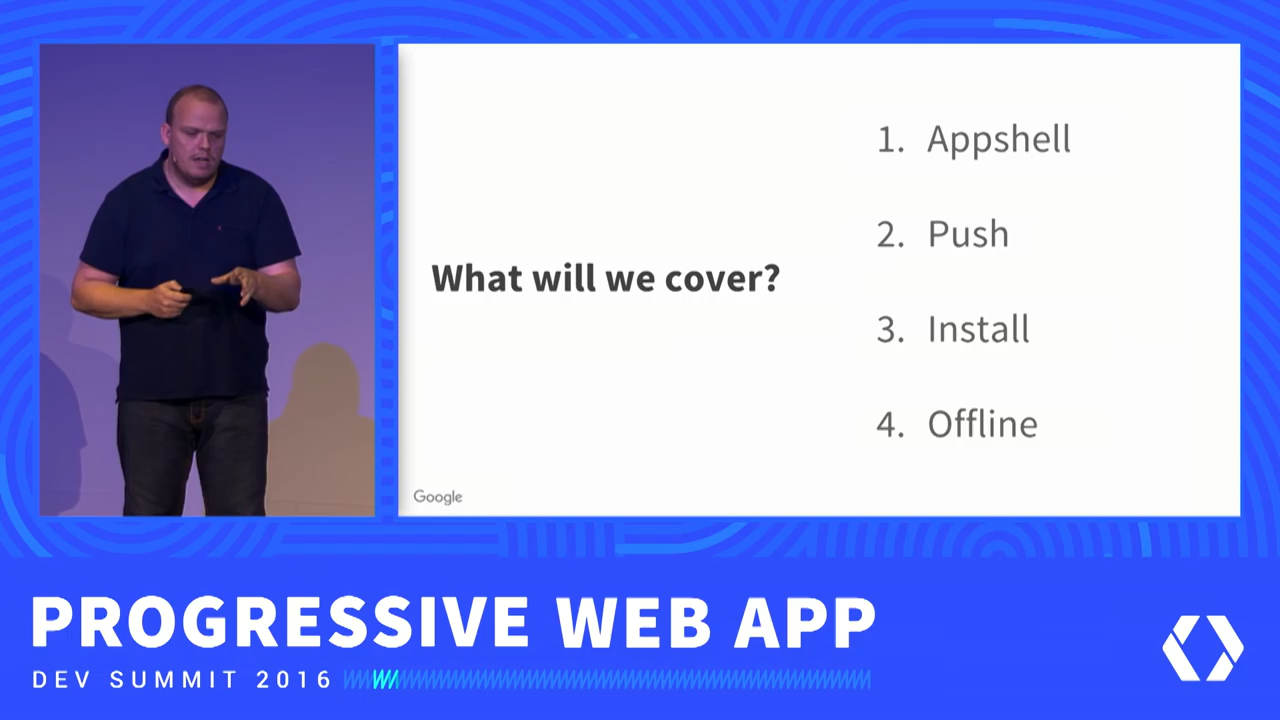 What will we cover?
1. Appshell
2. Push
3. Install
4. Offline
Google
PROGRESSIVE WEB APP
DEV SUMMIT 2016